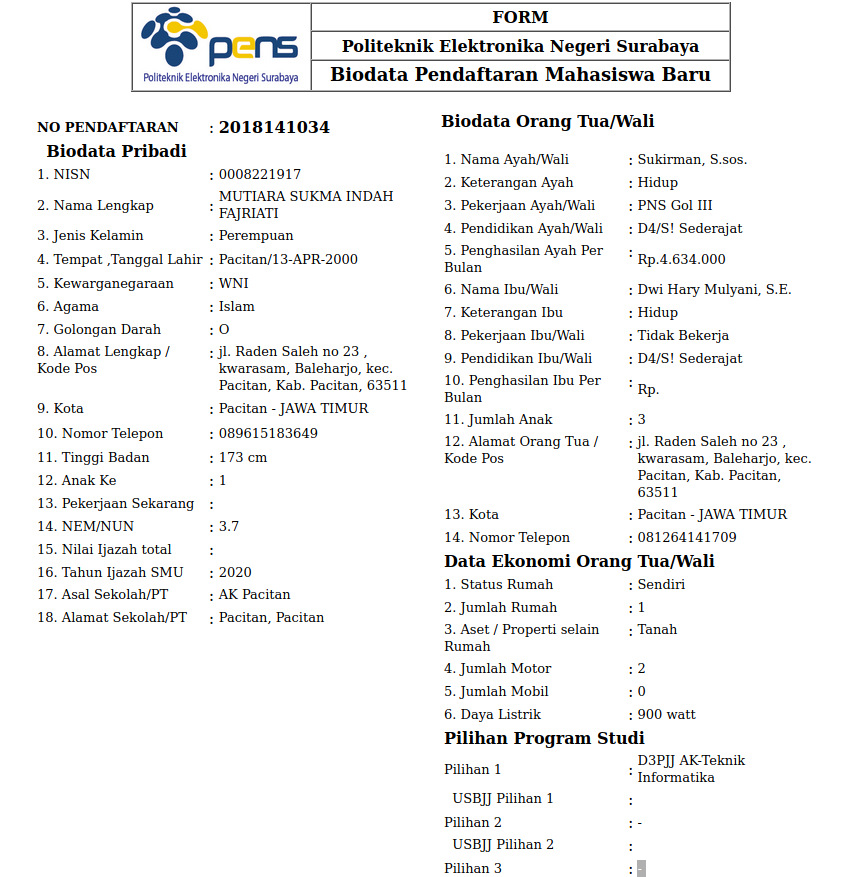 pens
Politeknik Elektronika Negeri Surabaya
FORM
Politeknik Elektronika Negeri Surabaya
Biodata Pendaftaran Mahasiswa Baru
NO PENDAFTARAN : 2018141034
Biodata Pribadi
1. NISN : 0008221917
2. Nama Lengkap : MUTIARA SUKMA INDAH
FAJRIATI
3. Jenis Kelamin : Perempuan
4. Tempat ,Tanggal Lahir : Pacitan/13-APR-2000
5. Kewarganegaraan : WNI
6. Agama : Islam
7. Golongan Darah : O
8. Alamat Lengkap / : jl. Raden Saleh no 23 ,
Kode Pos kwarasam, Baleharjo, kec.
Pacitan, Kab. Pacitan, 63511
9. Kota : Pacitan - JAWA TIMUR
10. Nomor Telepon : 089615183649
11. Tinggi Badan : 173 cm
12. Anak Ke : 1
13. Pekerjaan Sekarang :
14. NEM/NUN : 3.7
15. Nilai Ijazah total :
16. Tahun Ijazah SMU : 2020
17. Asal Sekolah/PT : AK Pacitan
18. Alamat Sekolah/PT : Pacitan, Pacitan
Biodata Orang Tua/Wali
1. Nama Ayah/Wali : Sukirman, S.sos.
2. Keterangan Ayah : Hidup
3. Pekerjaan Ayah/Wali : PNS Gol III
4. Pendidikan Ayah/Wali : D4/S! Sederajat
5. Penghasilan Ayah Per
Bulan : Rp.4.634.000
6. Nama Ibu/Wali : Dwi Hary Mulyani, S.E.
7. Keterangan Ibu : Hidup
8. Pekerjaan Ibu/Wali : Tidak Bekerja
9. Pendidikan Ibu/Wali : D4/S! Sederajat
10. Penghasilan Ibu Per
Bulan : Rp.
11. Jumlah Anak : 3
12. Alamat Orang Tua / : jl. Raden Saleh no 23 ,
Kode Pos kwarasam, Baleharjo, kec.
Pacitan, Kab. Pacitan,
63511
13. Kota : Pacitan - JAWA TIMUR
14. Nomor Telepon : 081264141709
Data Ekonomi Orang Tua/Wali
1. Status Rumah : Sendiri
2. Jumlah Rumah : 1
3. Aset / Properti selain : Tanah
Rumah
4. Jumlah Motor : 2
5. Jumlah Mobil : 0
6. Daya Listrik : 900 watt
Pilihan Program Studi
Pilihan 1 : D3PJJ AK-Teknik
Informatika
USBJJ Pilihan 1 :
Pilihan 2 : -
USBJJ Pilihan 2 :
Pilihan 3 : -